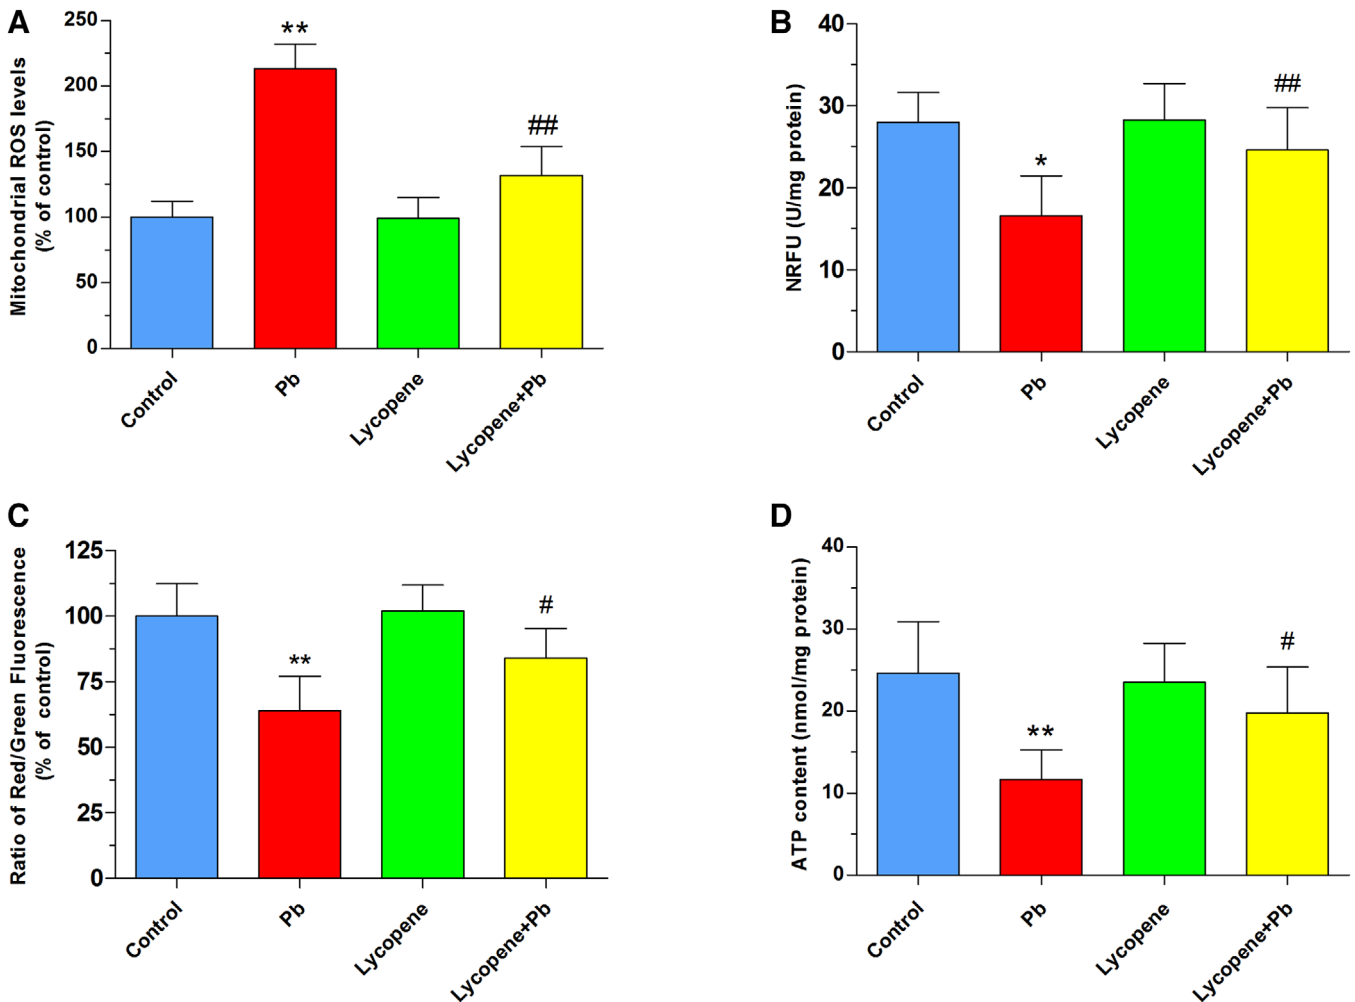 A
Mitochondrial ROS levels
(% of control)
250
200
150
100
50
0
**
##
Control
Pb
Lycopene
Lycopene+Pb
B
NRFU (U/mg protein)
40
30
20
10
0
*
##
Control
Pb
Lycopene
Lycopene+Pb
C
Ratio of Red/Green Fluorescence
(% of control)
125
100
75
50
25
0
**
#
Control
Pb
Lycopene
Lycopene+Pb
D
ATP content (nmol/mg protein)
40
30
20
10
0
**
#
Control
Pb
Lycopene
Lycopene+Pb